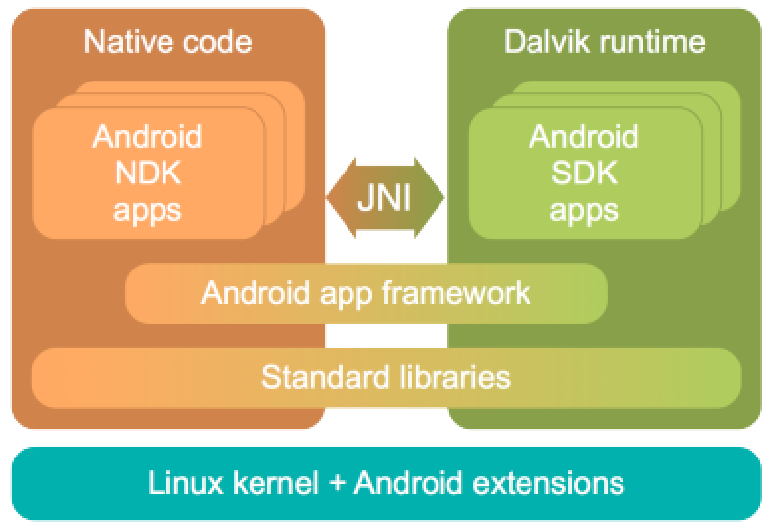 Native code
Dalvik runtime
Android
NDK
apps
JNI
Android
SDK
apps
Android app framework
Standard libraries
Linux kernel + Android extensions